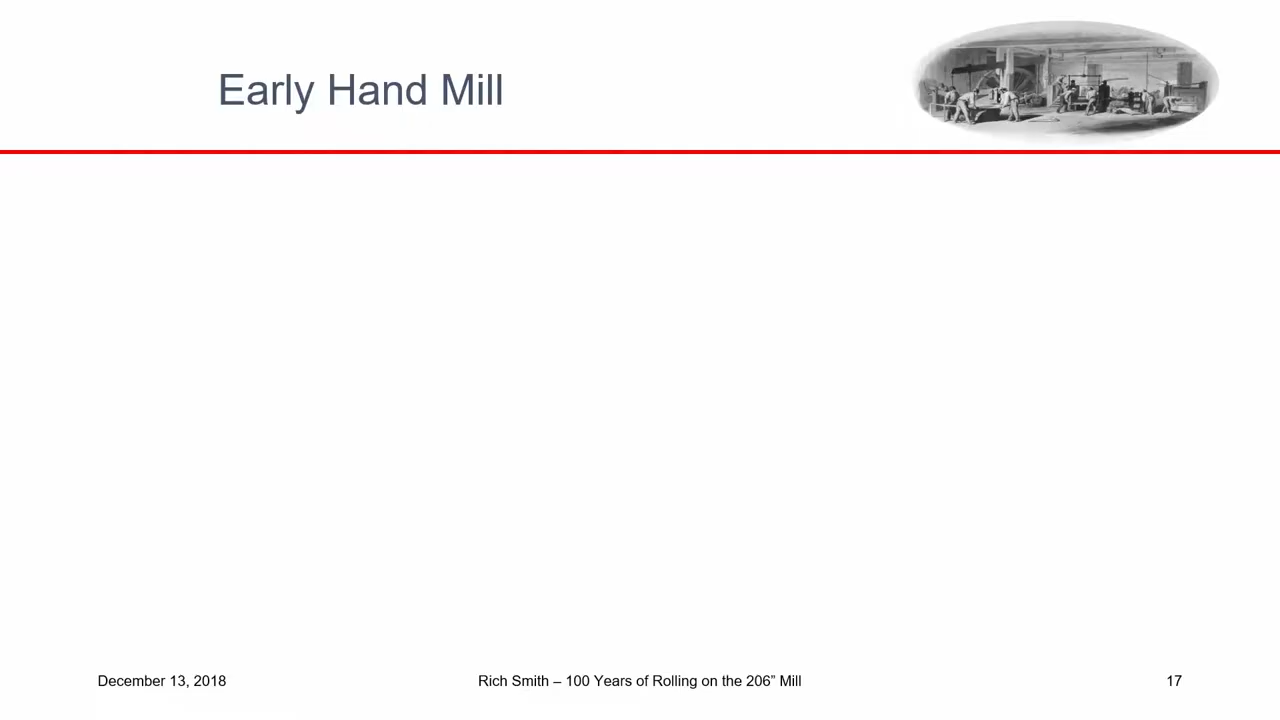 Early Hand Mill
December 13, 2018
Rich Smith – 100 Years of Rolling on the 206” Mill
17